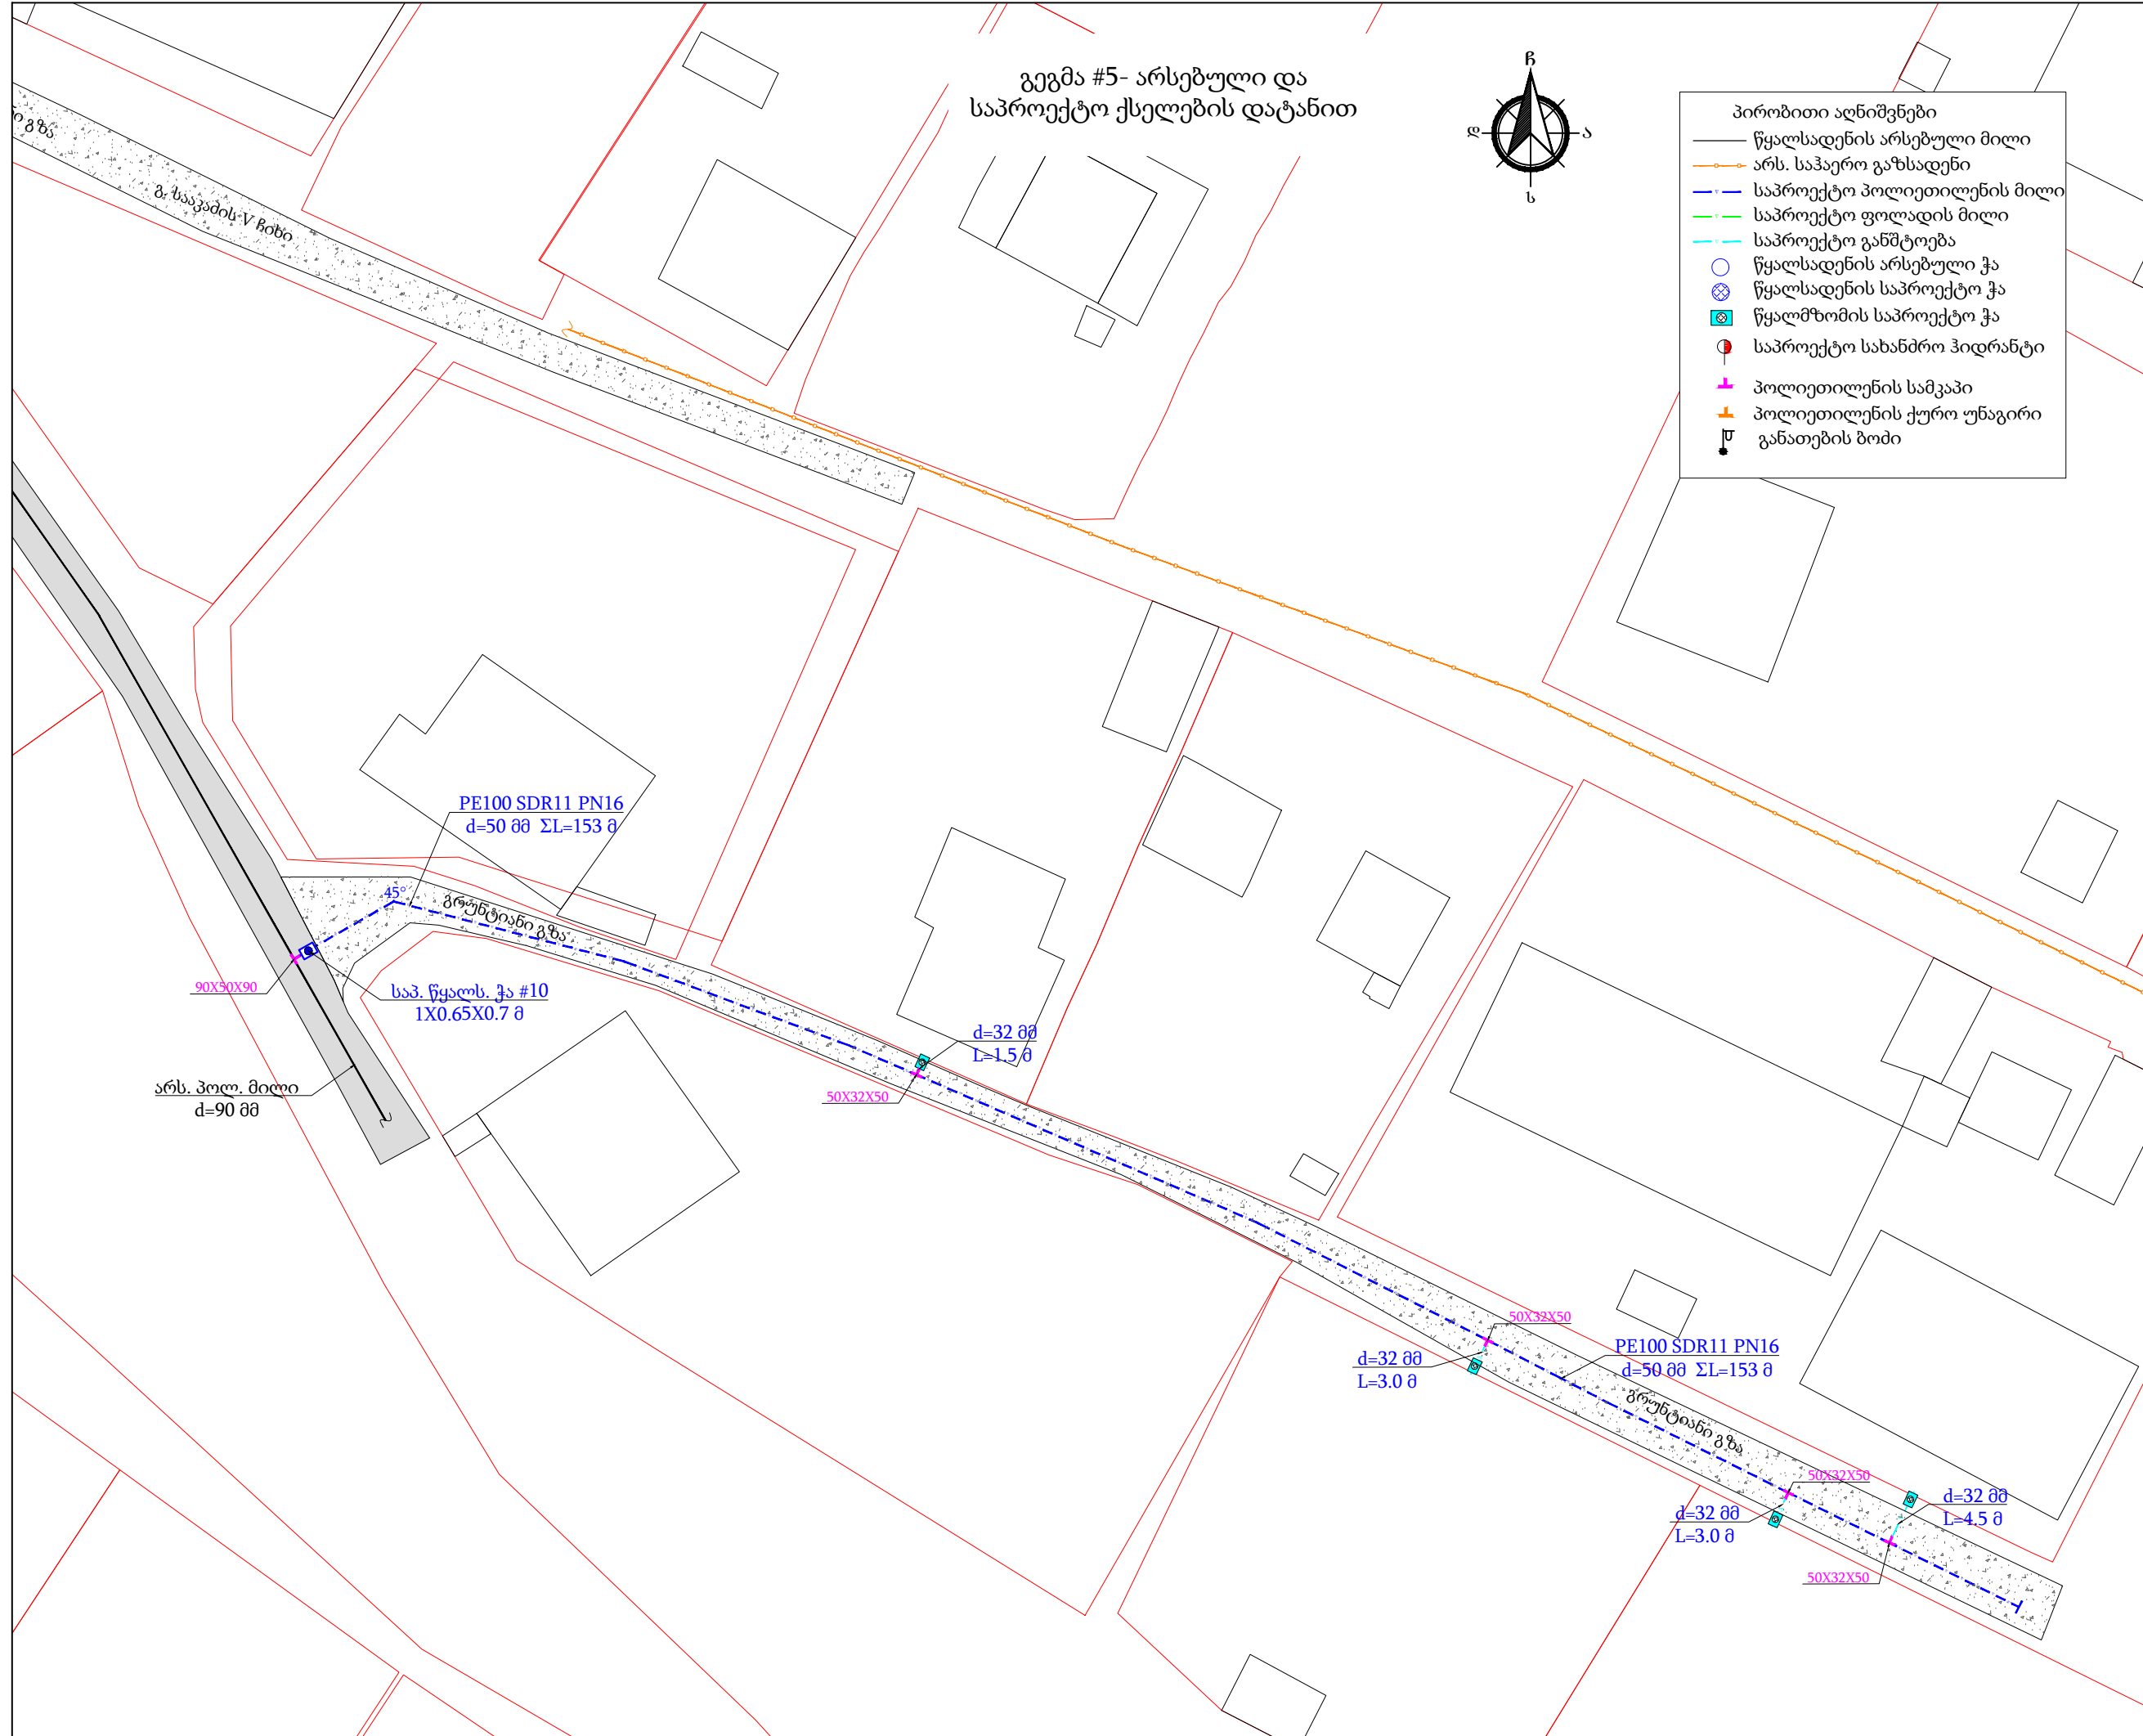 გეგმა #5- არსებული და
საპროექტო ქსელების დატანით
ჩ
დ
ა
ს
პირობითი აღნიშვნები
წყალსადენის არსებული მილი
არს. საჰაერო გაზსადენი
საპროექტო პოლიეთილენის მილი
საპროექტო ფოლადის მილი
საპროექტო განშტოება
წყალსადენის არსებული ჭა
წყალსადენის საპროექტო ჭა
წყალმზომის საპროექტო ჭა
საპროექტო სახანძრო ჰიდრანტი
პოლიეთილენის სამკაპი
პოლიეთილენის ქურო უნაგირი
განათების ბოძი
გზა
გ. სააკაძის V ჩიხი
PE100 SDR11 PN16
d=50 მმ ΣL=153 მ
45°
გრუნტიანი გზა
90X50X90
საპ. წყალს. ჭა #10
1X0.65X0.7 მ
d=32 მმ
L=1.5 მ
50X32X50
არს. პოლ. მილი
d=90 მმ
50X32X50
d=32 მმ
L=3.0 მ
PE100 SDR11 PN16
d=50 მმ ΣL=153 მ
გრუნტიანი გზა
50X32X50
d=32 მმ
L=3.0 მ
d=32 მმ
L=4.5 მ
50X32X50